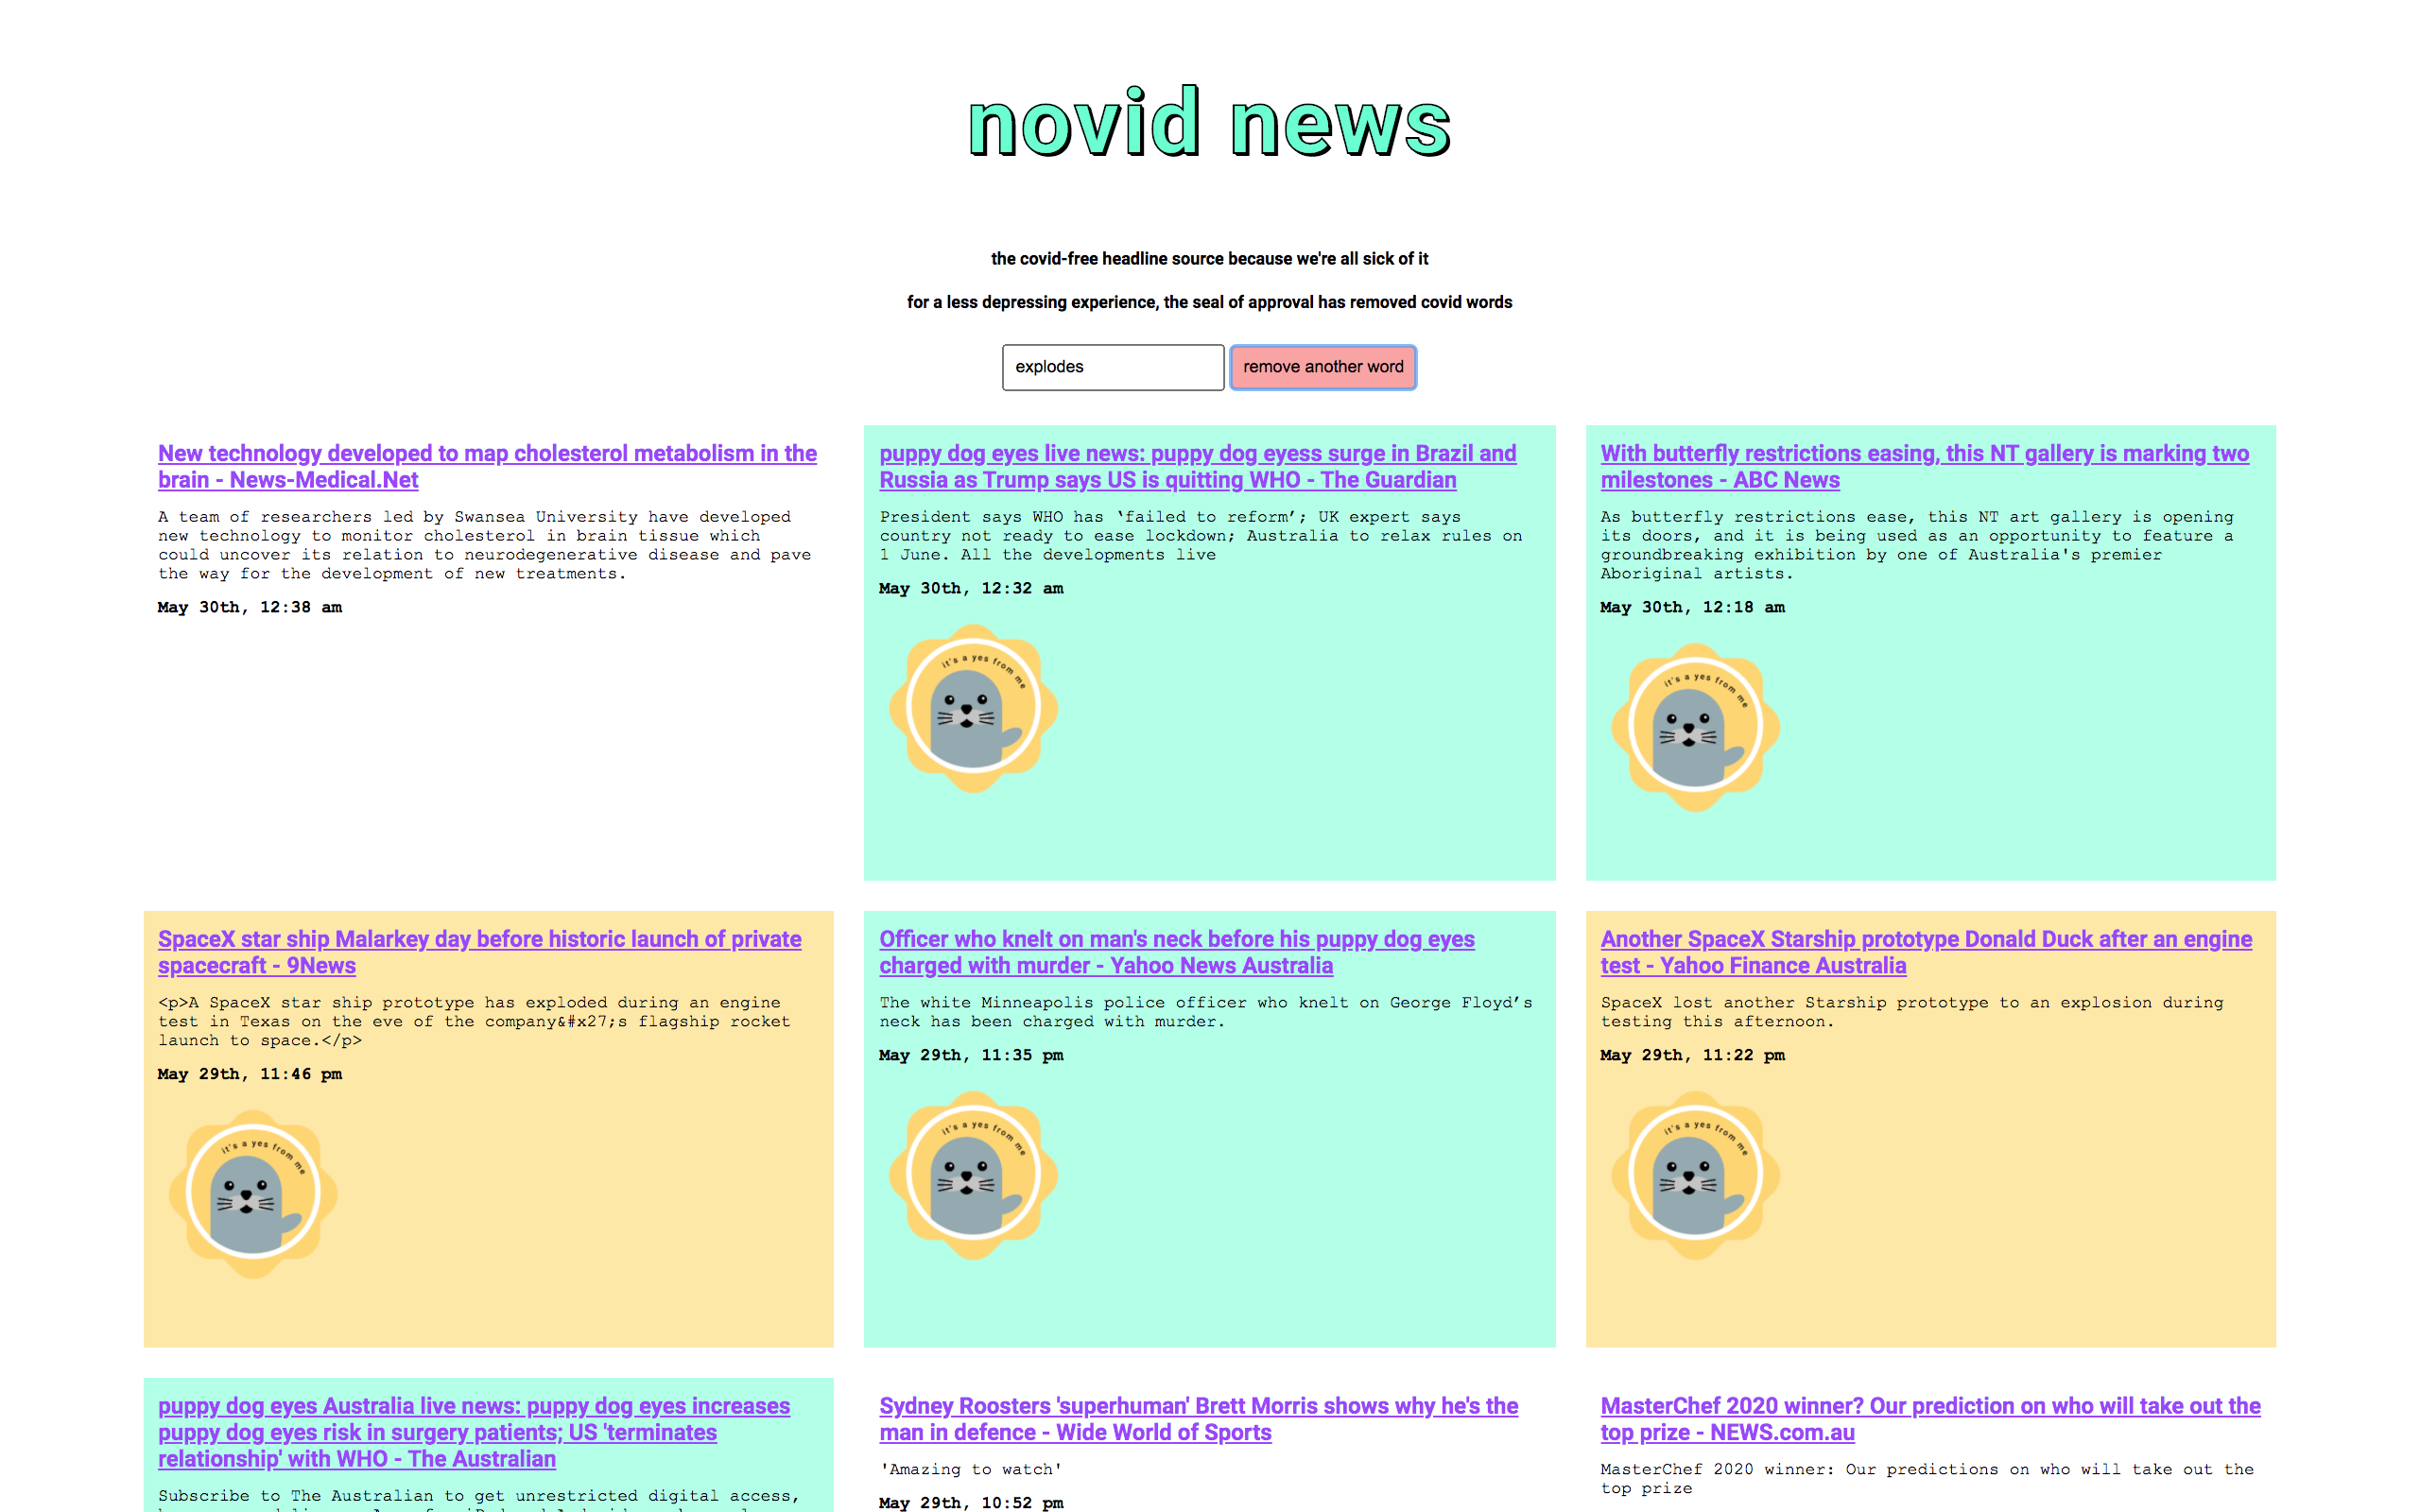 novid news
the covid-free headline source because we're all sick of it
for a less depressing experience, the seal of approval has removed covid words
explodes
remove another word
New technology developed to map cholesterol metabolism in the
brain - News-Medical.Net
A team of researchers led by Swansea University have developed
new technology to monitor cholesterol in brain tissue which
could uncover its relation to neurodegenerative disease and pave
the way for the development of new treatments.
May 30th, 12:38 am
puppy dog eyes live news: puppy dog eyess surge in Brazil and
Russia as Trump says US is quitting WHO - The Guardian
President says WHO has ‘failed to reform’; UK expert says
country not ready to ease lockdown; Australia to relax rules on
1 June. All the developments live
May 30th, 12:32 am
it's a yes from me
With butterfly restrictions easing, this NT gallery is marking two
milestones - ABC News
As butterfly restrictions ease, this NT art gallery is opening
its doors, and it is being used as an opportunity to feature a
groundbreaking exhibition by one of Australia's premier
Aboriginal artists.
May 30th, 12:18 am
it's a yes from me
SpaceX star ship Malarkey day before historic launch of private
spacecraft - 9News
<p>A SpaceX star ship prototype has exploded during an engine
test in Texas on the eve of the company&#x27;s flagship rocket
launch to space.</p>
May 29th, 11:46 pm
it's a yes from me
Officer who knelt on man's neck before his puppy dog eyes
charged with murder - Yahoo News Australia
The white Minneapolis police officer who knelt on George Floyd’s
neck has been charged with murder.
May 29th, 11:35 pm
it's a yes from me
Another SpaceX Starship prototype Donald Duck after an engine
test - Yahoo Finance Australia
SpaceX lost another Starship prototype to an explosion during
testing this afternoon.
May 29th, 11:22 pm
it's a yes from me
puppy dog eyes Australia live news: puppy dog eyes increases
puppy dog eyes risk in surgery patients; US 'terminates
relationship' with WHO - The Australian
Subscribe to The Australian to get unrestricted digital access,
Sydney Roosters 'superhuman' Brett Morris shows why he's the
man in defence - Wide World of Sports
'Amazing to watch'
May 29th, 10:52 pm
MasterChef 2020 winner? Our prediction on who will take out the
top prize - NEWS.com.au
MasterChef 2020 winner: Our predictions on who will take out the
top prize